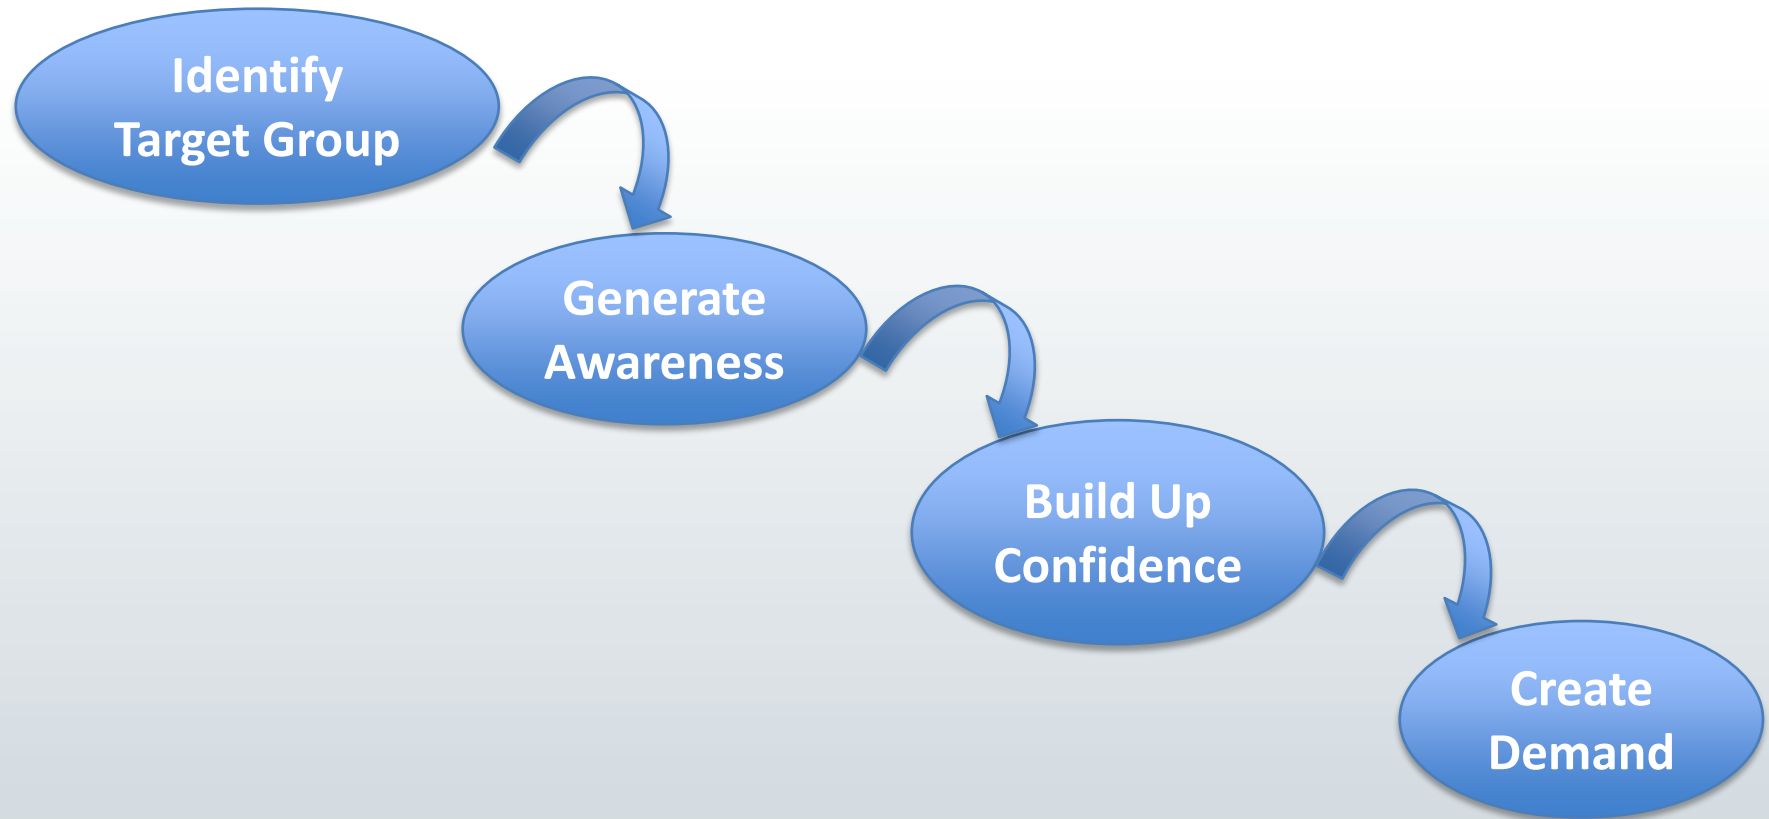 Identify
Target Group
Generate
Awareness
Build Up
Confidence
Create
Demand